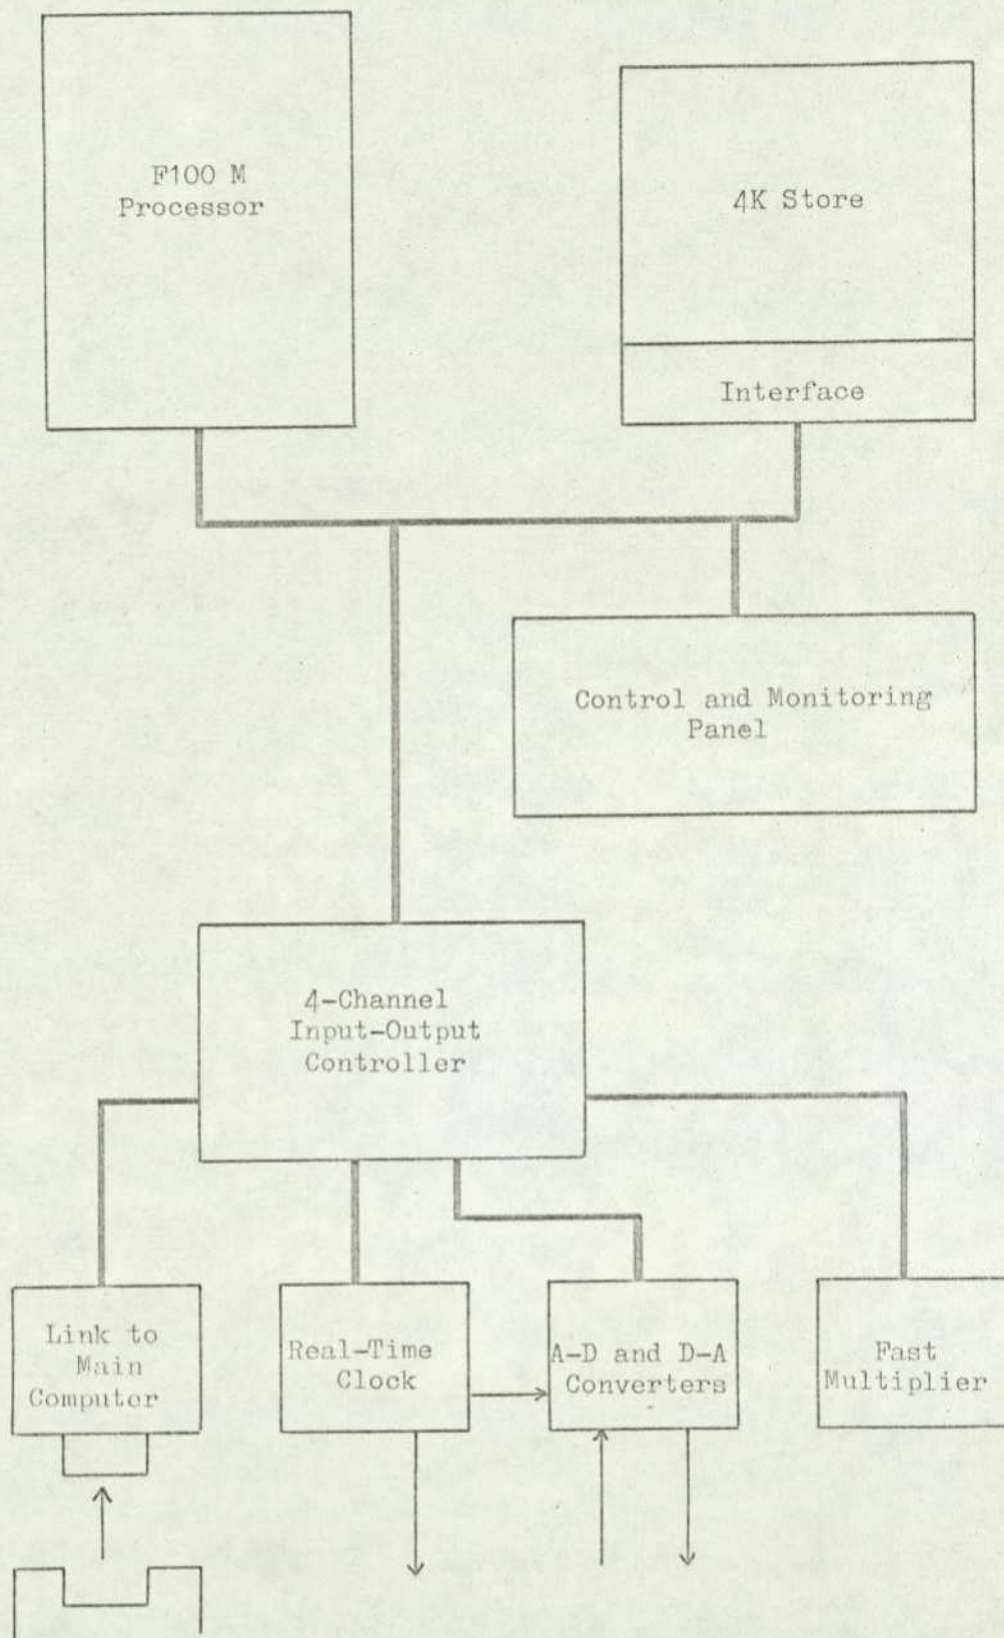 F100 M
Processor
4K Store
Interface
Control and Monitoring
Panel
4-Channel
Input-Output
Controller
Link to
Main
Computer
Real-Time
Clock
A-D and D-A
Converters
Fast
Multiplier